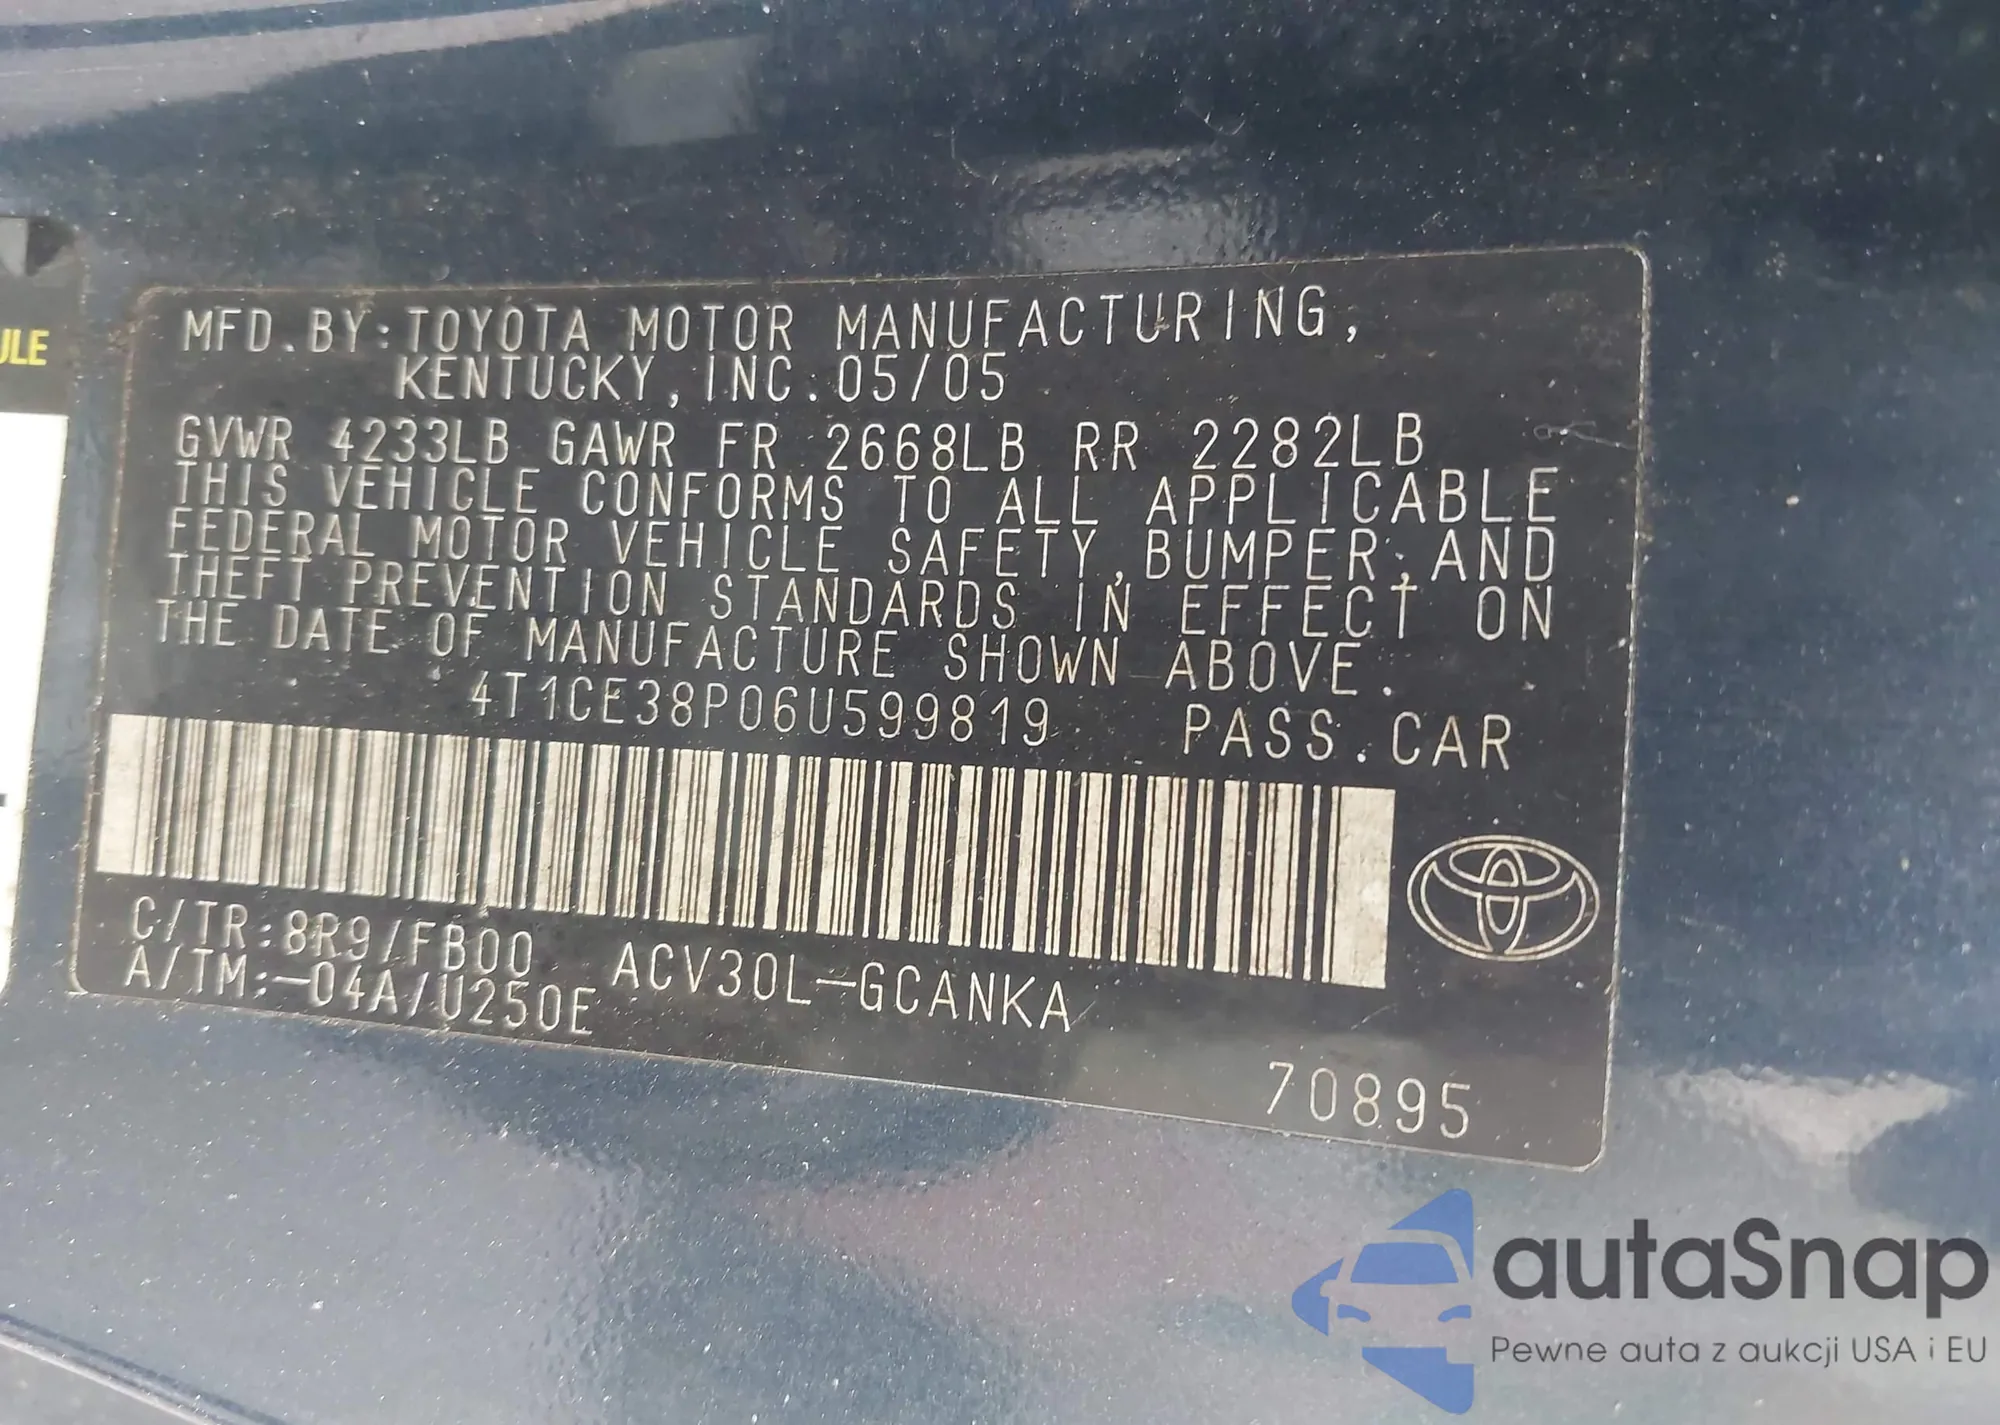 ULE
MFD. BY: TOYOTA MOTOR MANUFACTURING,
KENTUCKY, INC. 05/05
GVWR 4233LB GAWR FR 2668LB RR 2282LB
THIS VEHICLE CONFORMS TO ALL APPLICABLE
FEDERAL MOTOR VEHICLE SAFETY, BUMPER, AND
THEFT PREVENTION STANDARDS IN EFFECT ON
THE DATE OF MANUFACTURE SHOWN ABOVE.
4T1CE38P06U599819 PASS. CAR
C/TR: 8R9/FB00 ACV30L-GCANKA
A/TM: -04A/U250E
70895
autaSnap
Pewne auta z aukcji USA i EU